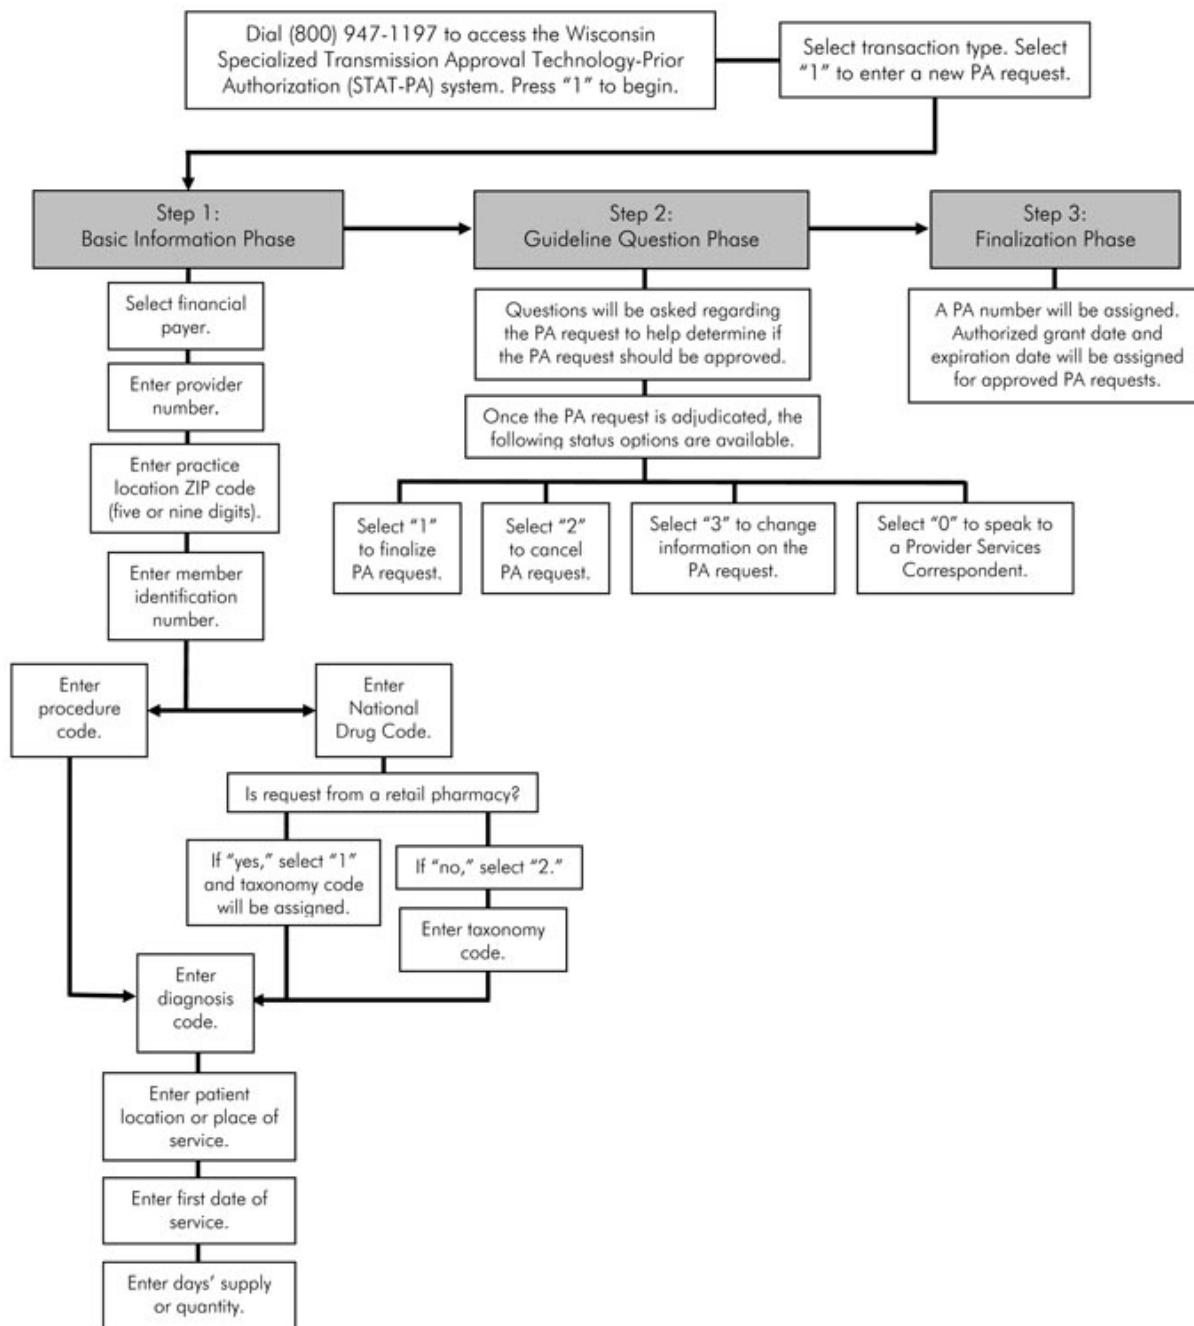 Dial (800) 947-1197 to access the Wisconsin
Specialized Transmission Approval Technology-Prior
Authorization (STAT-PA) system. Press “1” to begin.
Select transaction type. Select
“1” to enter a new PA request.
Step 1:
Basic Information Phase
Step 2:
Guideline Question Phase
Step 3:
Finalization Phase
Select financial
payer.
Enter provider
number.
Enter practice
location ZIP code
(five or nine digits).
Enter member
identification
number.
Questions will be asked regarding
the PA request to help determine if
the PA request should be approved.
Once the PA request is adjudicated, the
following status options are available.
Select “1”
to finalize
PA request.
Select “2”
to cancel
PA request.
Select “3” to change
information on the
PA request.
Select “0” to speak to
a Provider Services
Correspondent.
A PA number will be assigned.
Authorized grant date and
expiration date will be assigned
for approved PA requests.
Enter
procedure
code.
Enter
National
Drug Code.
Is request from a retail pharmacy?
If “yes,” select “1”
and taxonomy code
will be assigned.
If “no,” select “2.”
Enter taxonomy
code.
Enter
diagnosis
code.
Enter patient
location or place of
service.
Enter first date of
service.
Enter days’ supply
or quantity.